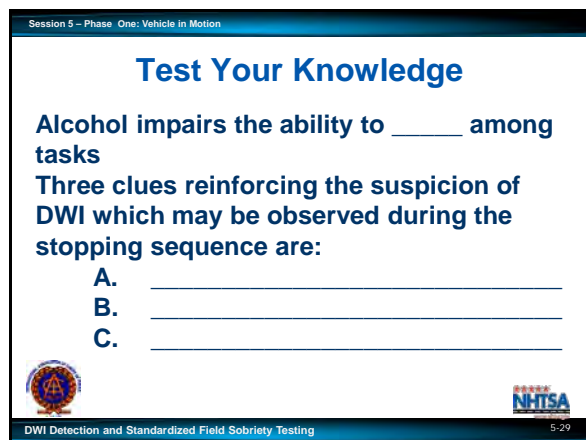 Session 5 – Phase One: Vehicle in Motion
Test Your Knowledge
Alcohol impairs the ability to _____ among
tasks
Three clues reinforcing the suspicion of
DWI which may be observed during the
stopping sequence are:
A. ______________________________
B. ______________________________
C. ______________________________
NHTSA
DWI Detection and Standardized Field Sobriety Testing
5-29